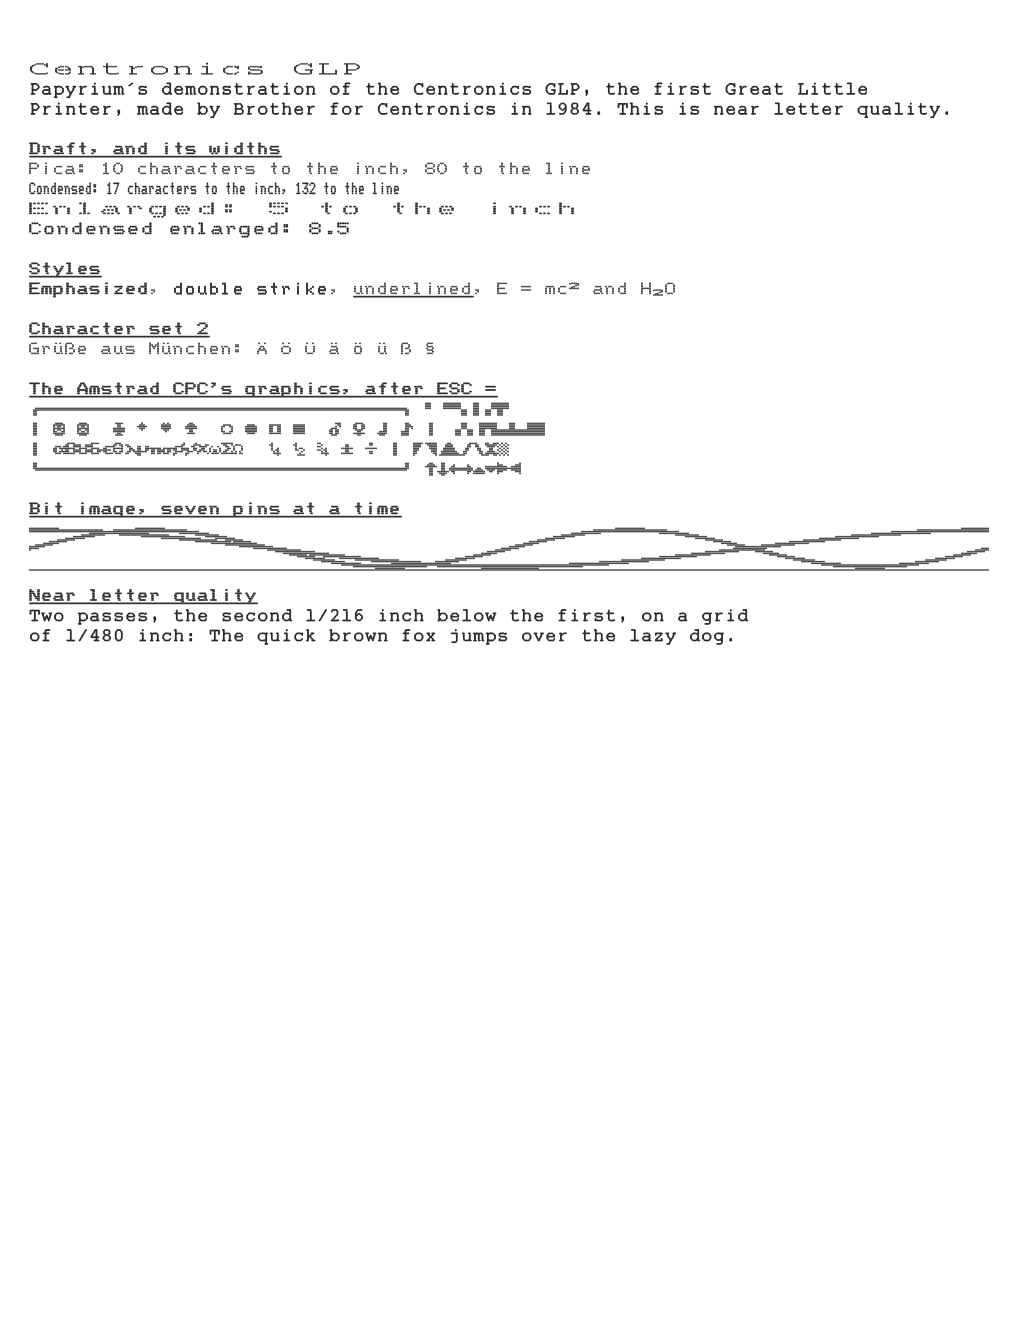 Centronics GLP
Papyrium´s demonstration of the Centronics GLP, the first Great Little
Printer, made by Brother for Centronics in 1984. This is near letter quality.
Draft, and its widths
Pica: 10 characters to the inch, 80 to the line
Condensed: 17 characters to the inch, 132 to the line
Enlarged: 5 to the inch
Condensed enlarged: 8.5
Styles
Emphasized, double strike, underlined, E = mc² and H₂O
Character set 2
Grüße aus München: Ä ö Ü ä ö ü ß §
The Amstrad CPC's graphics, after ESC =
¼ ½ ¾ ± ÷
Bit image, seven pins at a time
Near letter quality
Two passes, the second 1/216 inch below the first, on a grid
of 1/480 inch: The quick brown fox jumps over the lazy dog.